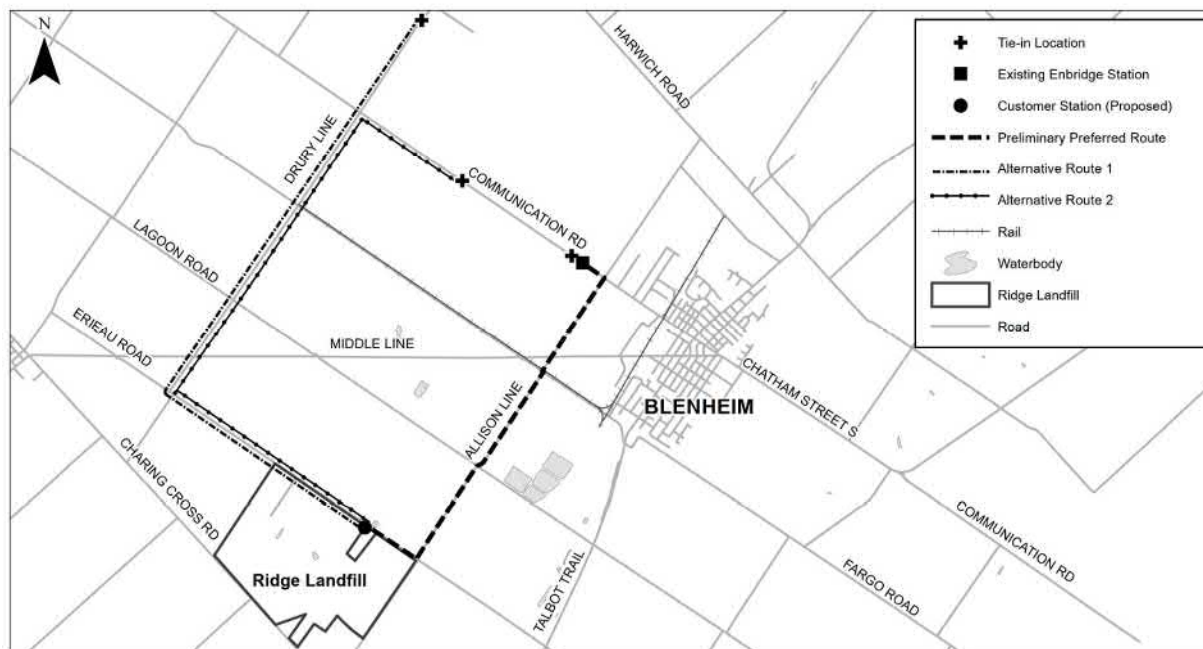 N
HARWICH ROAD
DRURY LINE
COMMUNICATION RD
LAGOON ROAD
ERIEAU ROAD
MIDDLE LINE
ALLISON LINE
CHATHAM STREET S
BLENHEIM
CHARING CROSS RD
COMMUNICATION RD
Ridge Landfill
TALBOT TRAIL
FARGO ROAD
Tie-in Location
Existing Enbridge Station
Customer Station (Proposed)
Preliminary Preferred Route
Alternative Route 1
Alternative Route 2
Rail
Waterbody
Ridge Landfill
Road